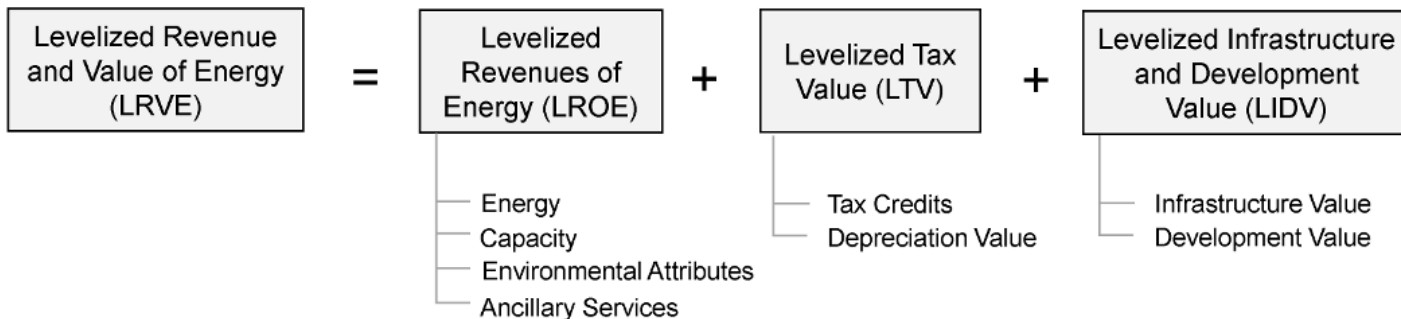 Levelized Revenue
and Value of Energy
(LRVE)
=
Levelized
Revenues of
Energy (LROE)
+
Levelized Tax
Value (LTV)
+
Levelized Infrastructure
and Development
Value (LIDV)
Energy
Capacity
Environmental Attributes
Ancillary Services
Tax Credits
Depreciation Value
Infrastructure Value
Development Value